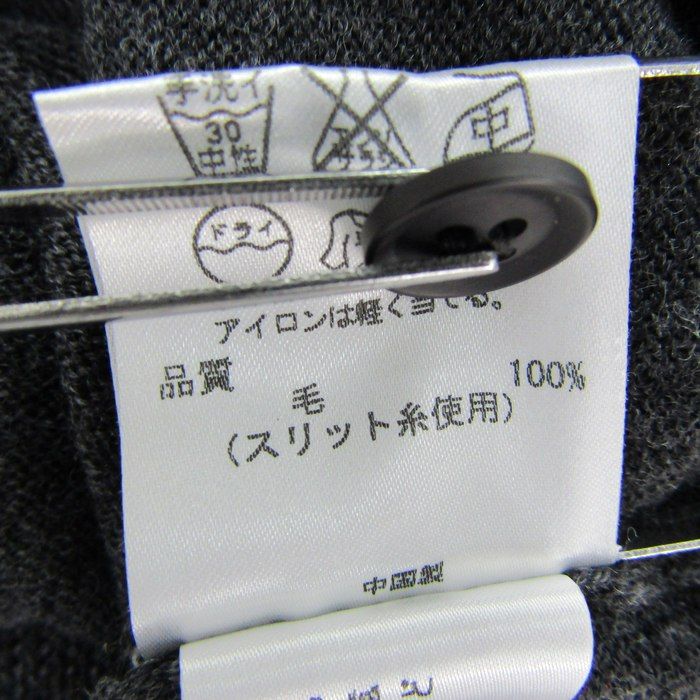 手洗イ
30
中性
中
ドライ
アイロンは軽く当てる。
品質
毛 100%
(スリット糸使用)
中国製